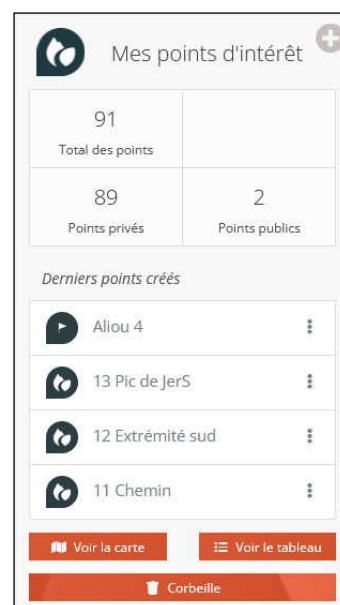 Mes points d'intérêt
91
Total des points
89
Points privés
2
Points publics
Derniers points créés
Aliou 4
13 Pic de JerS
12 Extrémité sud
11 Chemin
Voir la carte
Voir le tableau
Corbeille